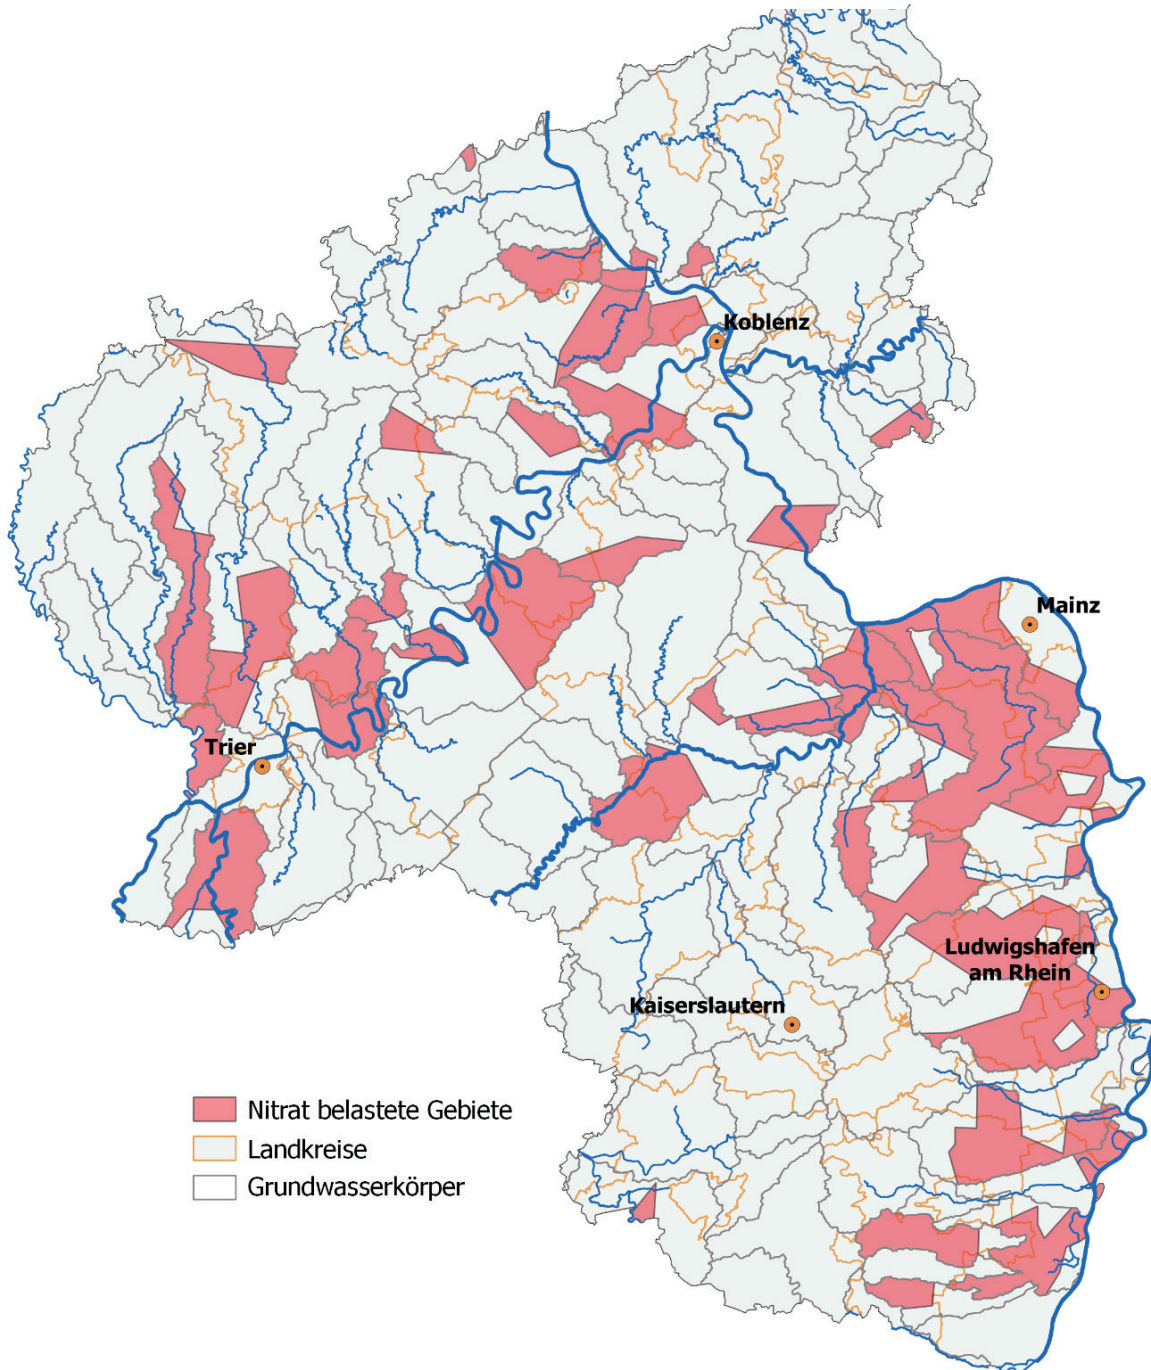 Koblenz
Mainz
Trier
Ludwigshafen
am Rhein
Kaiserslautern
Nitrat belastete Gebiete
Landkreise
Grundwasserkörper